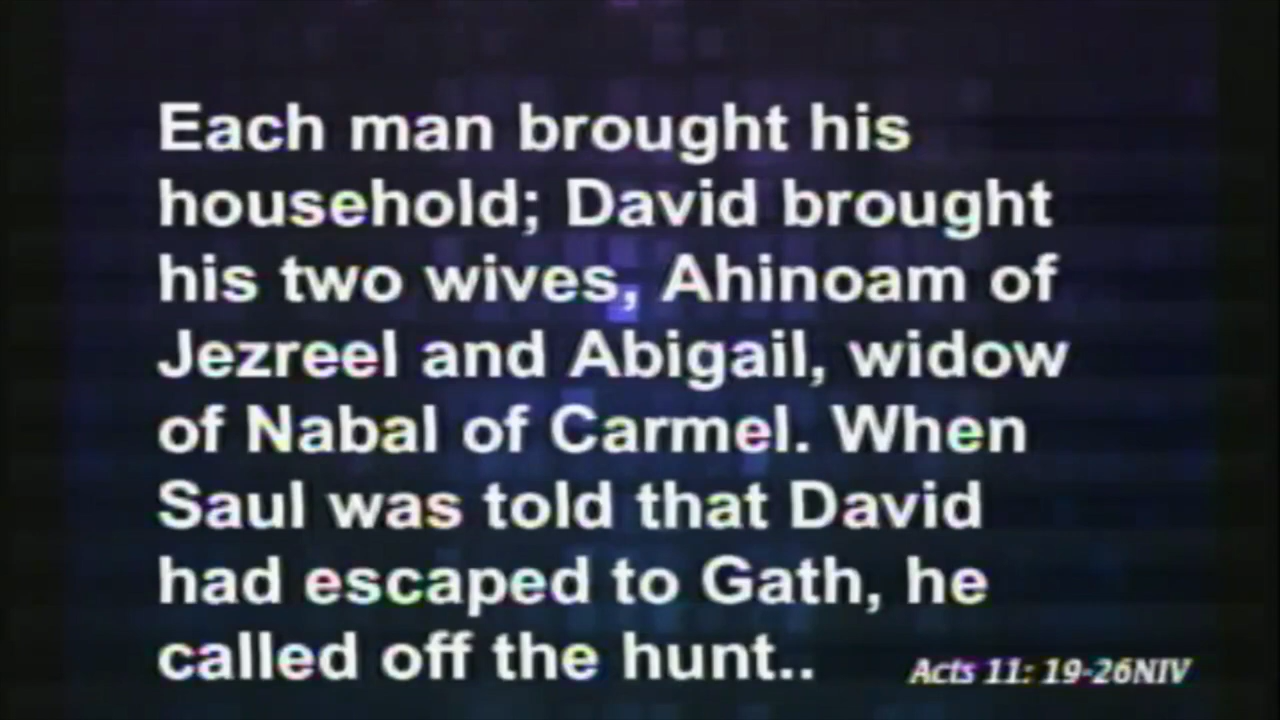 Each man brought his
household; David brought
his two wives, Ahinoam of
Jezreel and Abigail, widow
of Nabal of Carmel. When
Saul was told that David
had escaped to Gath, he
called off the hunt..
Acts 11: 19-26NIV